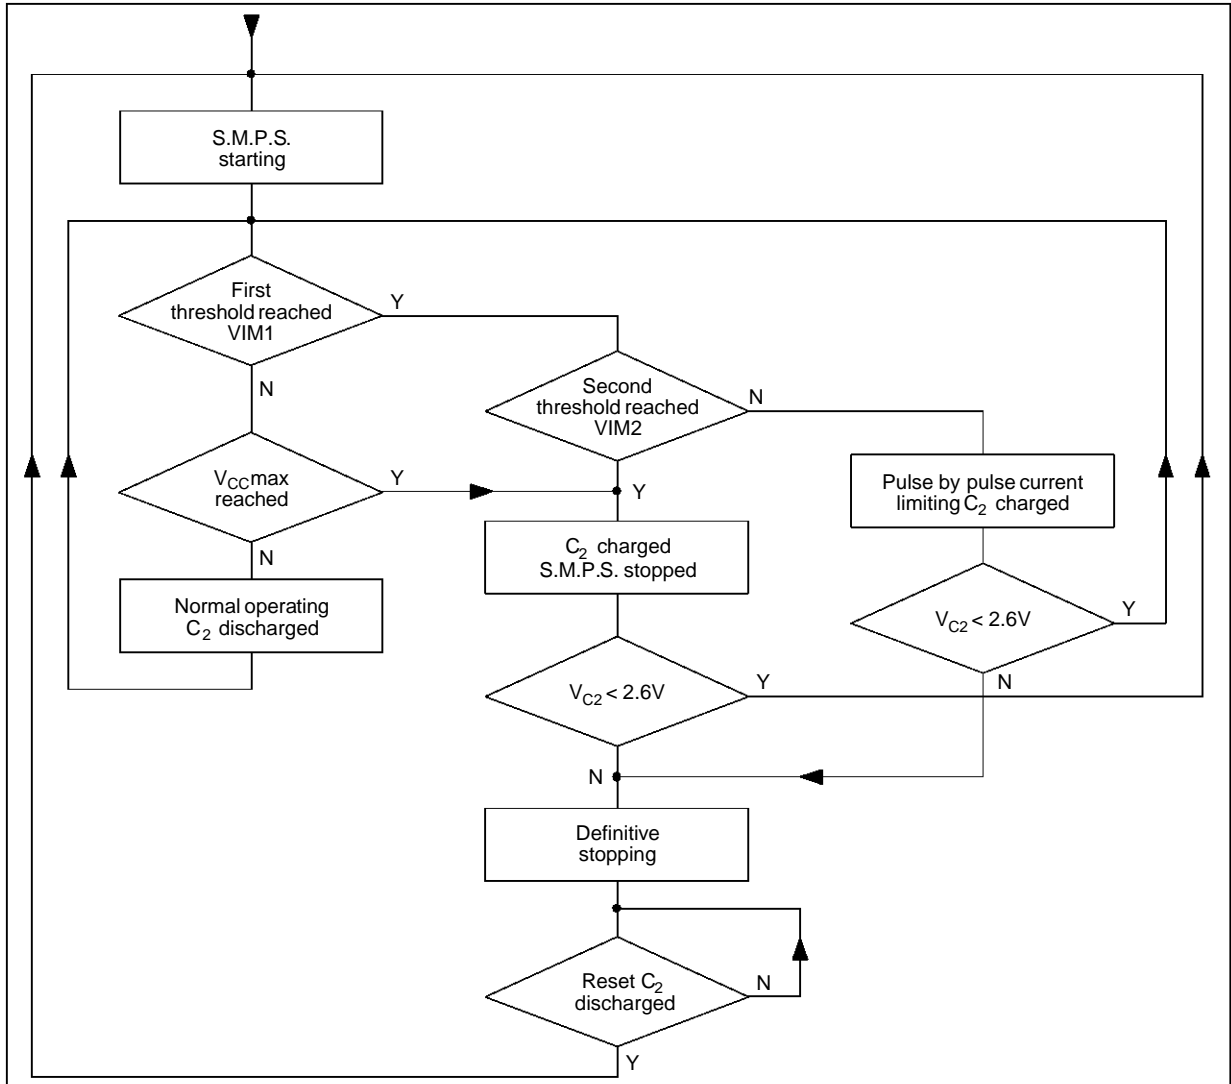 S.M.P.S.
starting
First
threshold reached
VIM1
Y
N
Second
threshold reached
VIM2
N
Y
VCC max
reached
Y
N
Pulse by pulse current
limiting C2 charged
C2 charged
S.M.P.S. stopped
Normal operating
C2 discharged
VC2 < 2.6V
Y
N
VC2 < 2.6V
Y
N
Definitive
stopping
Reset C2
discharged
N
Y